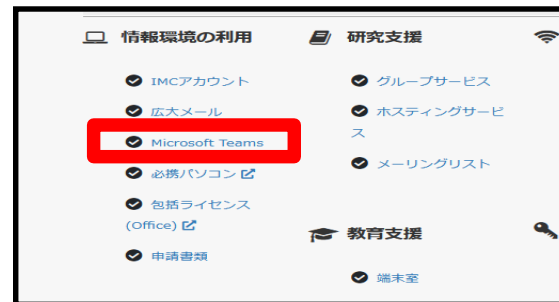 情報環境の利用
IMCアカウント
広大メール
Microsoft Teams
必携パソコン
包括ライセンス
(Office)
申請書類
研究支援
グループサービス
ホスティングサービ
ス
メーリングリスト
教育支援
端末室